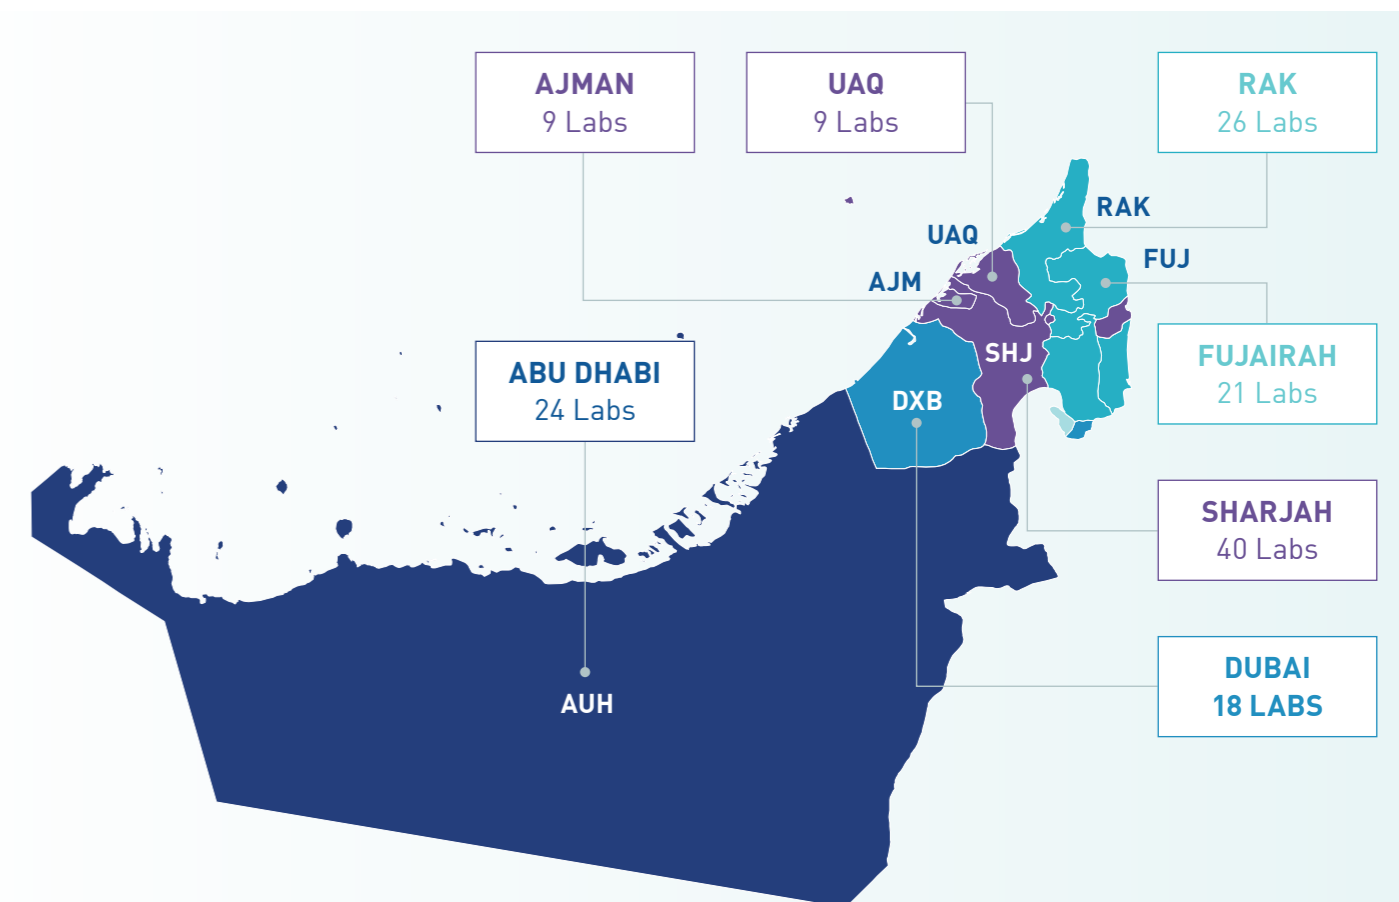 AJMAN
9 Labs
UAQ
9 Labs
RAK
26 Labs
RAK
UAQ
FUJ
AJM
FUJAIRAH
21 Labs
SHJ
ABU DHABI
24 Labs
DXB
SHARJAH
40 Labs
DUBAI
18 LABS
AUH